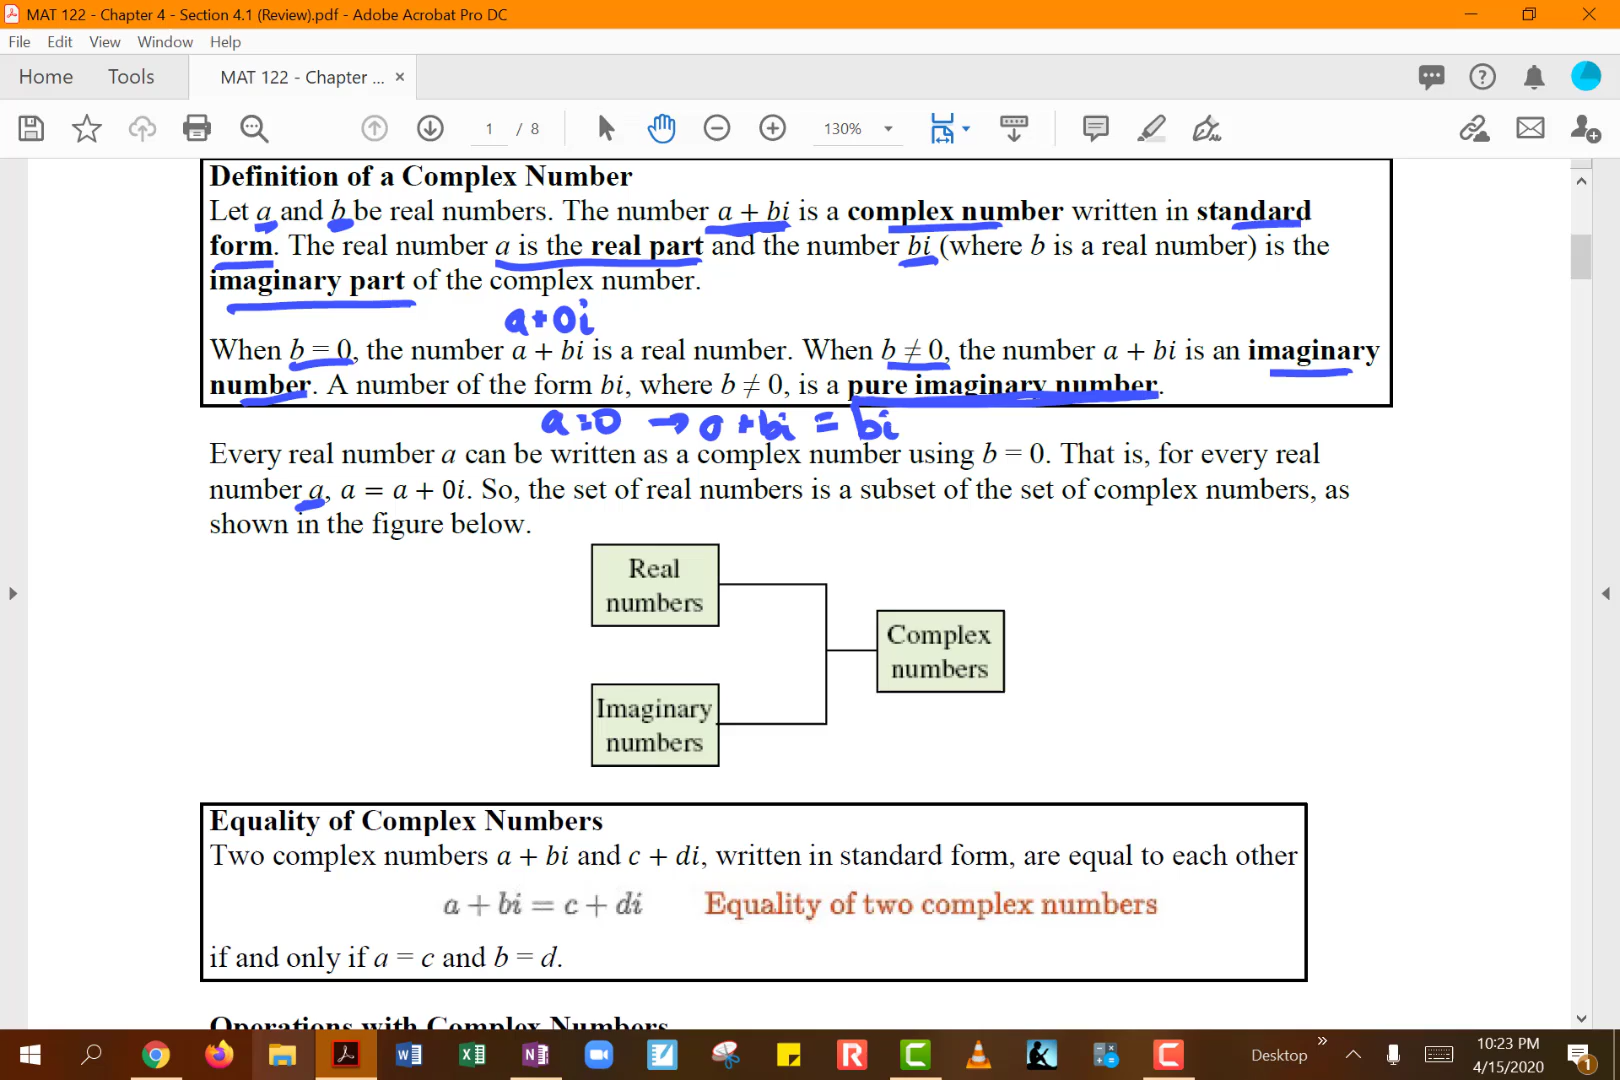 MAT 122 - Chapter 4 - Section 4.1 (Review).pdf - Adobe Acrobat Pro DC
File Edit View Window Help
Home Tools MAT 122 - Chapter ... ×
1 / 8 130%
Definition of a Complex Number
Let a and b be real numbers. The number a + bi is a complex number written in standard
form. The real number a is the real part and the number bi (where b is a real number) is the
imaginary part of the complex number.
a+0i
When b = 0, the number a + bi is a real number. When b ≠ 0, the number a + bi is an imaginary
number. A number of the form bi, where b ≠ 0, is a pure imaginary number.
a=0 → 0 + bi = bi
Every real number a can be written as a complex number using b = 0. That is, for every real
number a, a = a + 0i. So, the set of real numbers is a subset of the set of complex numbers, as
shown in the figure below.
Real
numbers
Complex
numbers
Imaginary
numbers
Equality of Complex Numbers
Two complex numbers a + bi and c + di, written in standard form, are equal to each other
a + bi = c + di Equality of two complex numbers
if and only if a = c and b = d.
Operations with Complex Numbers
Desktop » 10:23 PM
4/15/2020 1